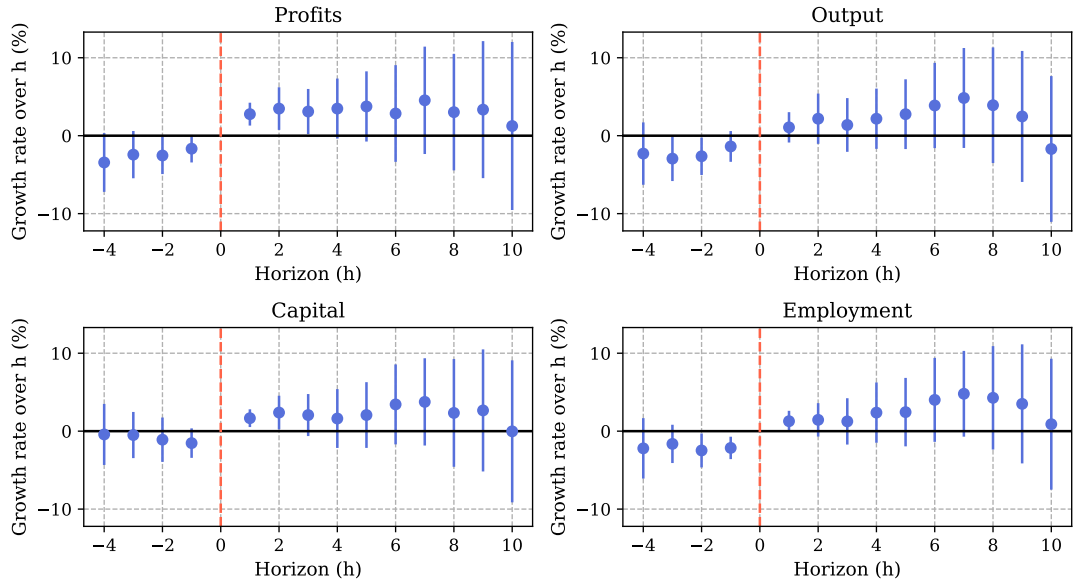 Profits
Growth rate over h (%)
10
0
−10
−4 −2 0 2 4 6 8 10
Horizon (h)
Output
Growth rate over h (%)
10
0
−10
−4 −2 0 2 4 6 8 10
Horizon (h)
Capital
Growth rate over h (%)
10
0
−10
−4 −2 0 2 4 6 8 10
Horizon (h)
Employment
Growth rate over h (%)
10
0
−10
−4 −2 0 2 4 6 8 10
Horizon (h)